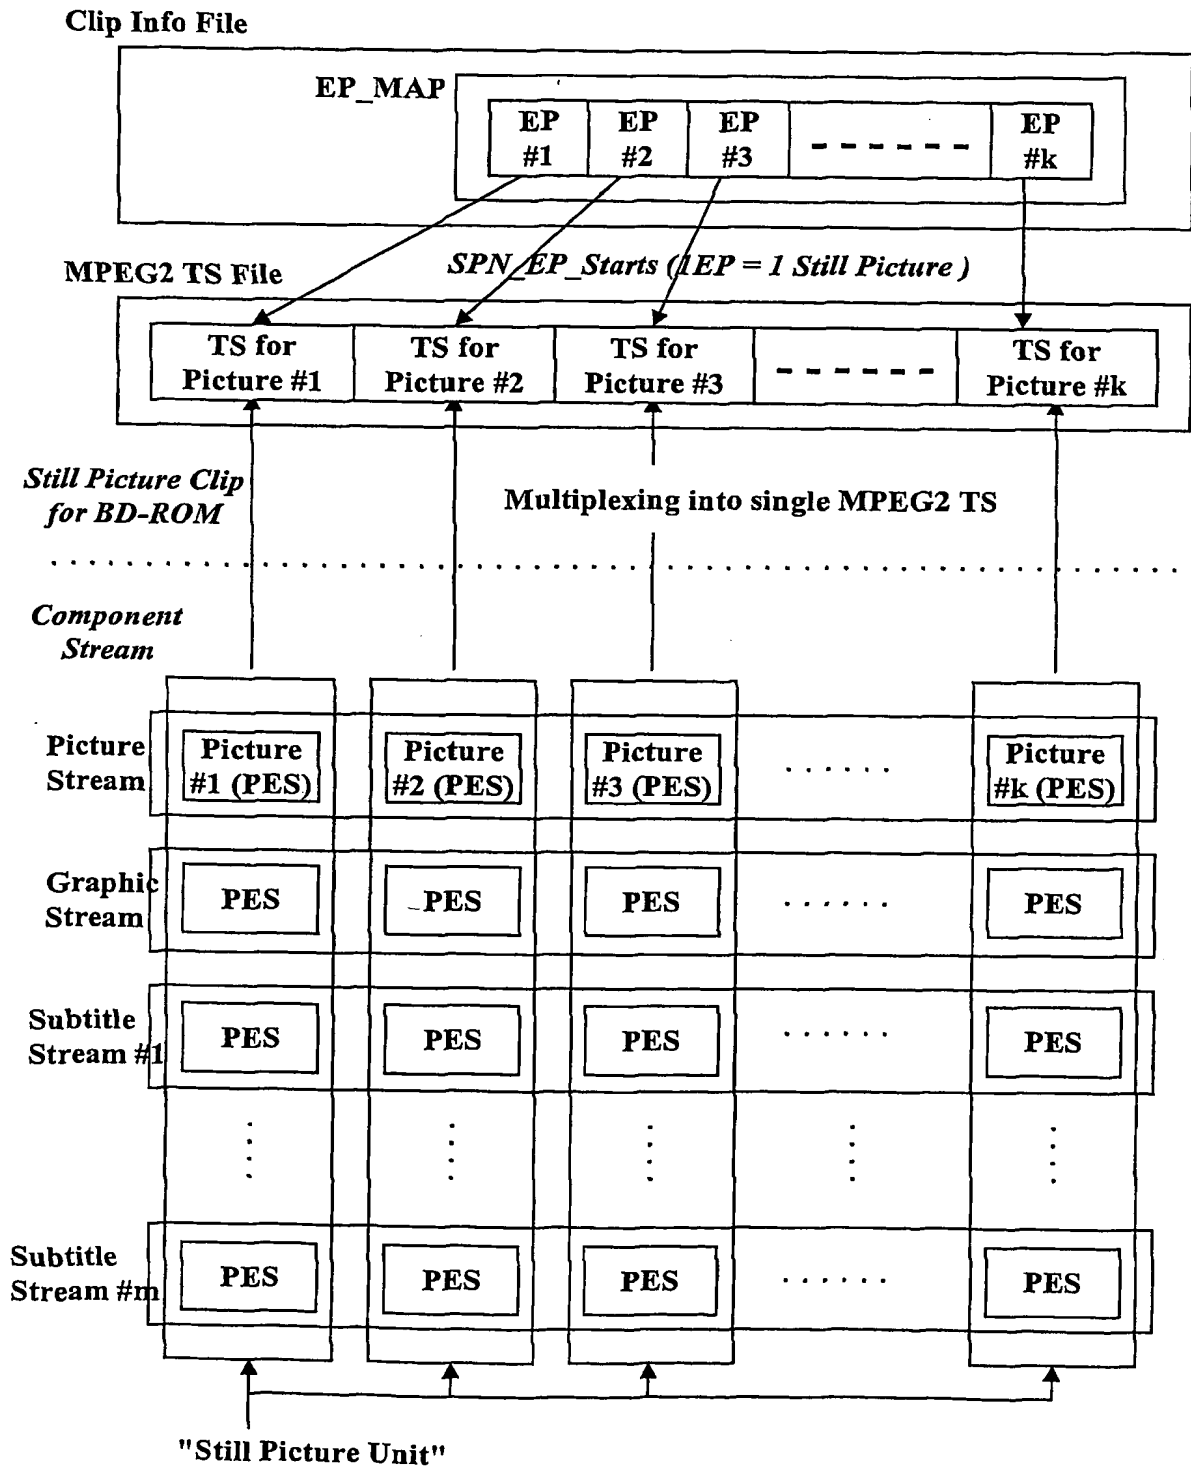 Clip Info File
EP_MAP
EP #1
EP #2
EP #3
EP #k
SPN_EP_Starts (1EP = 1 Still Picture )
MPEG2 TS File
TS for Picture #1
TS for Picture #2
TS for Picture #3
TS for Picture #k
Still Picture Clip
for BD-ROM
Multiplexing into single MPEG2 TS
Component
Stream
Picture
Stream
Picture #1 (PES)
Picture #2 (PES)
Picture #3 (PES)
Picture #k (PES)
Graphic
Stream
PES
PES
PES
PES
Subtitle
Stream #1
PES
PES
PES
PES
Subtitle
Stream #m
PES
PES
PES
PES
"Still Picture Unit"